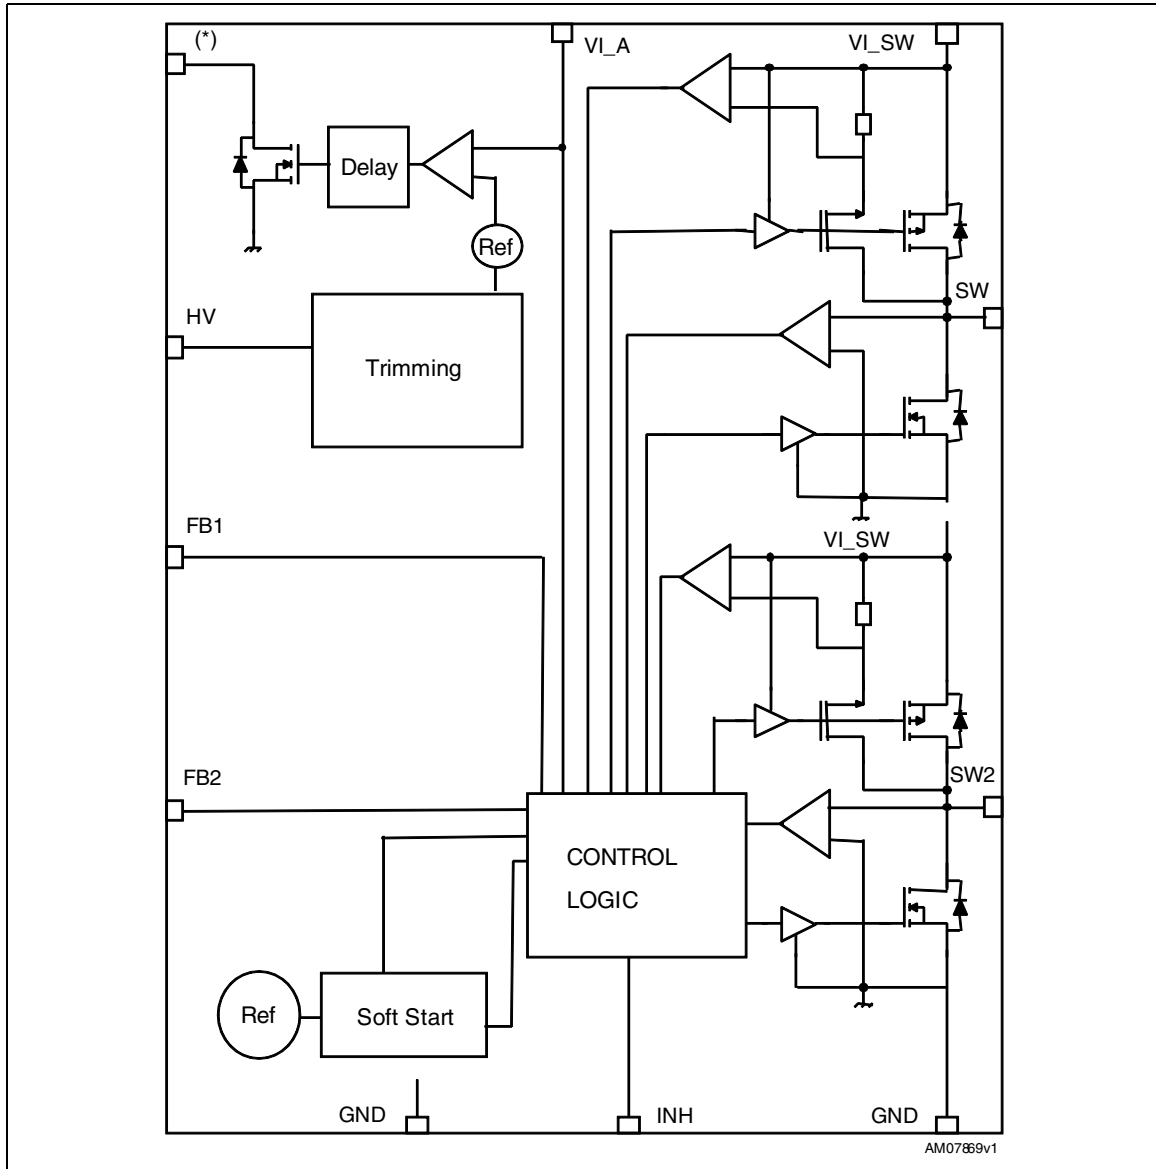 (*)
VI_A
VI_SW
Delay
Ref
HV
SW
Trimming
FB1
VI_SW
FB2
SW2
CONTROL
LOGIC
Ref
Soft Start
GND
INH
GND
AM07869v1